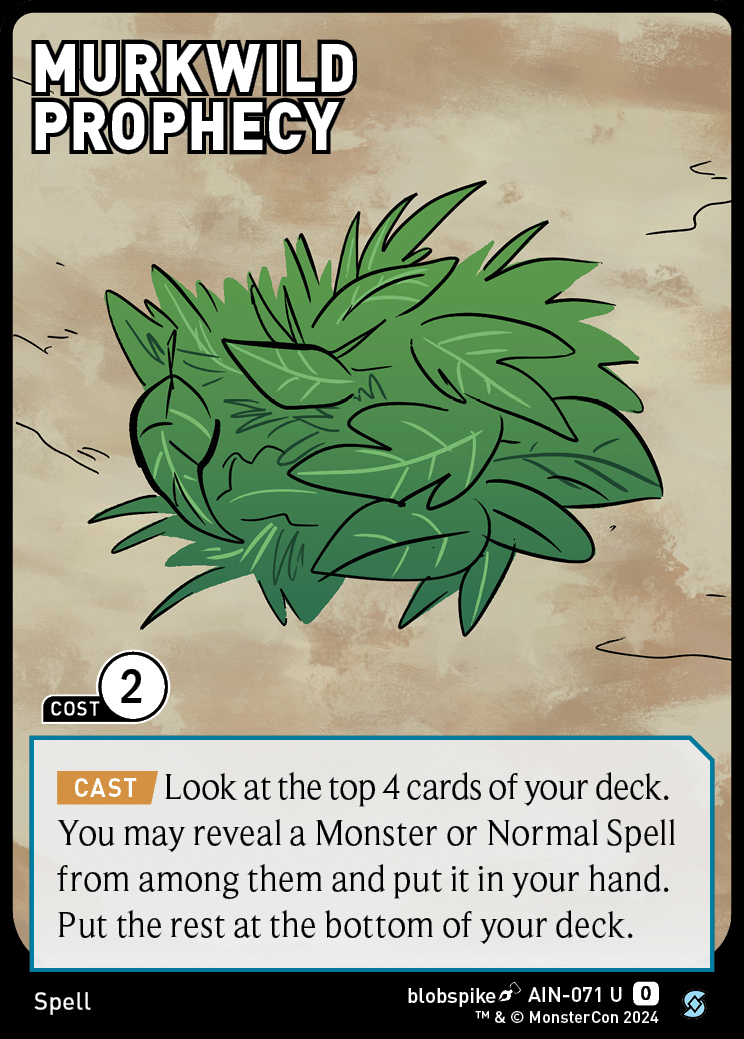 MURKWILD
PROPHECY
COST 2
CAST Look at the top 4 cards of your deck.
You may reveal a Monster or Normal Spell
from among them and put it in your hand.
Put the rest at the bottom of your deck.
Spell
blobspike AIN-071 U 0
™ & © MonsterCon 2024